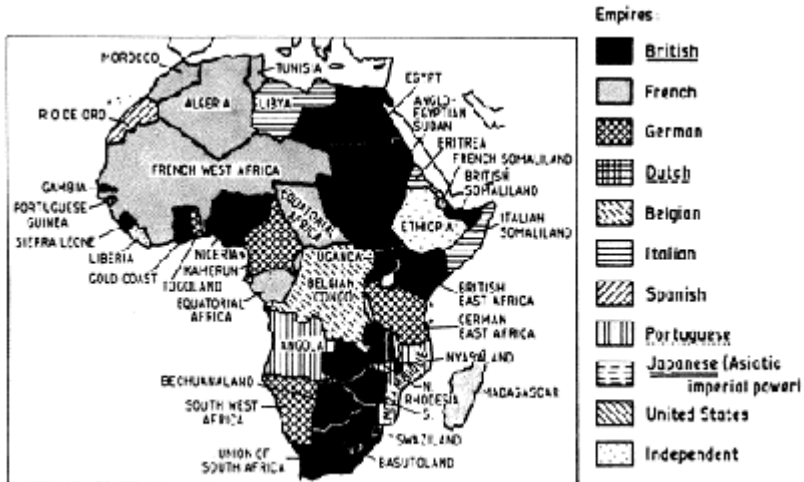 MOROCCO
TUNISIA
ALGERIA
LIBYA
EGYPT
ANGLO-
EGYPTIAN
SUDAN
RIO DE ORO
ERITREA
FRENCH SOMALILAND
BRITISH
SOMALILAND
FRENCH WEST AFRICA
GAMBIA
PORTUGUESE
GUINEA
SIERRA LEONE
LIBERIA
GOLD COAST
TOGOLAND
NIGERIAN
KAMERUN
EQUATORIAL
AFRICA
EQUATORIAL
AFRICA
ETHIOPIA
ITALIAN
SOMALILAND
UGANDA
BELGIAN
CONGO
BRITISH
EAST AFRICA
GERMAN
EAST AFRICA
ANGOLA
NYASALAND
MADAGASCAR
BECHUANALAND
SOUTH WEST
AFRICA
N.
RHODESIA
S.
SWAZILAND
BASUTOLAND
UNION OF
SOUTH AFRICA
Empires:
British
French
German
Dutch
Belgian
Italian
Spanish
Portuguese
Japanese (Asiatic
imperial power)
United States
Independent